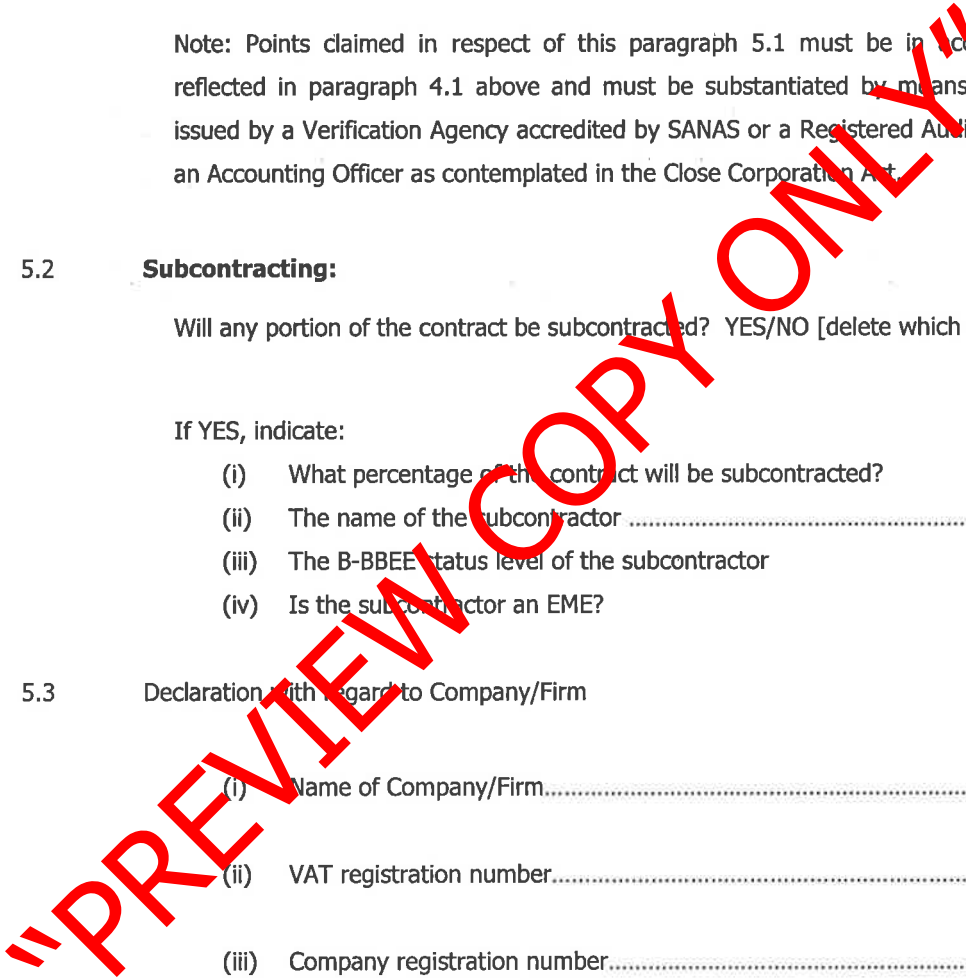 Note: Points claimed in respect of this paragraph 5.1 must be in
reflected in paragraph 4.1 above and must be substantiated by means
issued by a Verification Agency accredited by SANAS or a Registered
an Accounting Officer as contemplated in the Close Corporation Act.
5.2 Subcontracting:
Will any portion of the contract be subcontracted? YES/NO [delete which
If YES, indicate:
(i) What percentage of the contract will be subcontracted?
(ii) The name of the subcontractor ................................................
(iii) The B-BBEE status level of the subcontractor
(iv) Is the subcontractor an EME?
5.3 Declaration with regard to Company/Firm
(i) Name of Company/Firm............................................................
(ii) VAT registration number............................................................
(iii) Company registration number...................................................
"PREVIEW COPY ONLY"